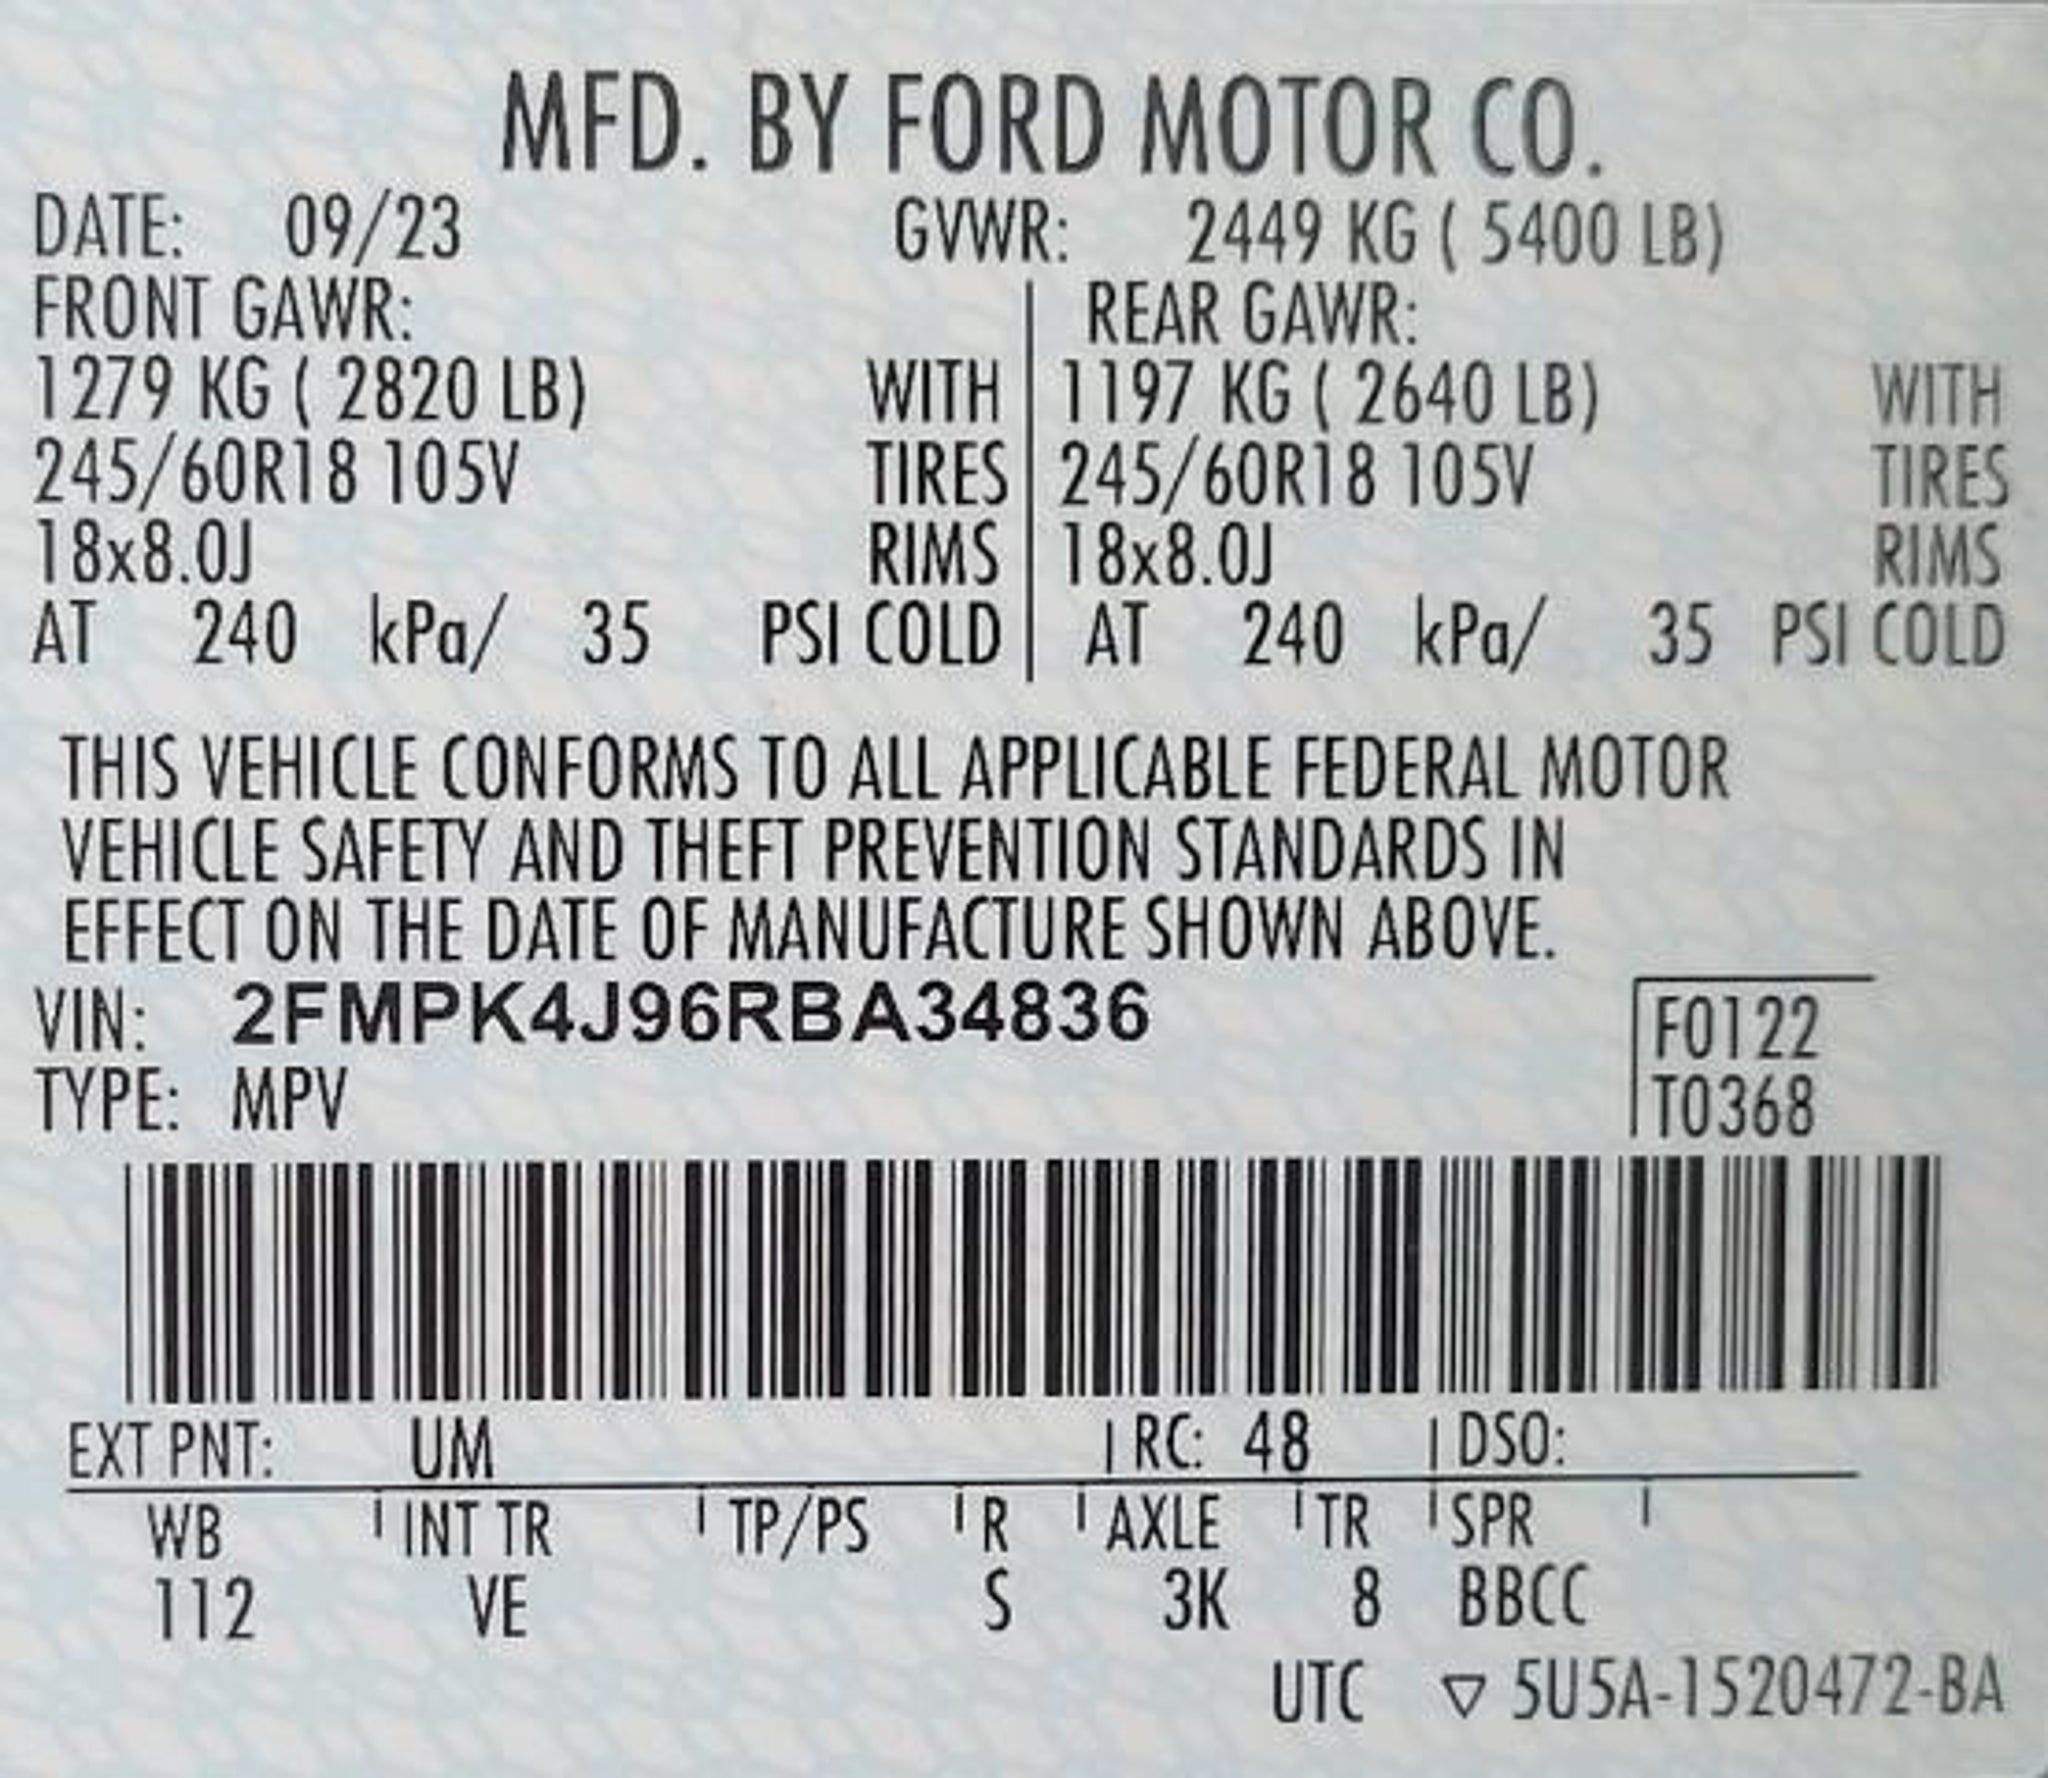 MFD. BY FORD MOTOR CO.
DATE: 09/23 GVWR: 2449 KG ( 5400 LB)
FRONT GAWR: REAR GAWR:
1279 KG ( 2820 LB) WITH 1197 KG ( 2640 LB) WITH
245/60R18 105V TIRES 245/60R18 105V TIRES
18x8.0J RIMS 18x8.0J RIMS
AT 240 kPa/ 35 PSI COLD AT 240 kPa/ 35 PSI COLD
THIS VEHICLE CONFORMS TO ALL APPLICABLE FEDERAL MOTOR
VEHICLE SAFETY AND THEFT PREVENTION STANDARDS IN
EFFECT ON THE DATE OF MANUFACTURE SHOWN ABOVE.
VIN: 2FMPK4J96RBA34836 F0122
TYPE: MPV T0368
EXT PNT: UM RC: 48 DSO:
WB INT TR TP/PS R AXLE TR SPR
112 VE S 3K 8 BBCC
UTC ▽ 5U5A-1520472-BA